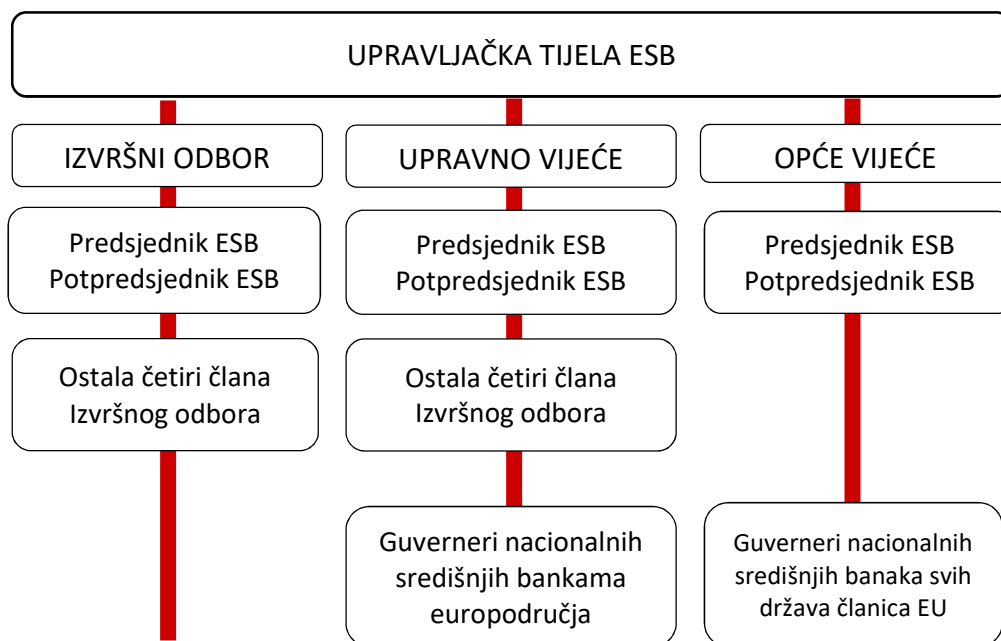 UPRAVLJAČKA TIJELA ESB
IZVRŠNI ODBOR
Predsjednik ESB
Potpredsjednik ESB
Ostala četiri člana
Izvršnog odbora
UPRAVNO VIJEĆE
Predsjednik ESB
Potpredsjednik ESB
Ostala četiri člana
Izvršnog odbora
Guverneri nacionalnih
središnjih bankama
europodručja
OPĆE VIJEĆE
Predsjednik ESB
Potpredsjednik ESB
Guverneri nacionalnih
središnjih banaka svih
država članica EU